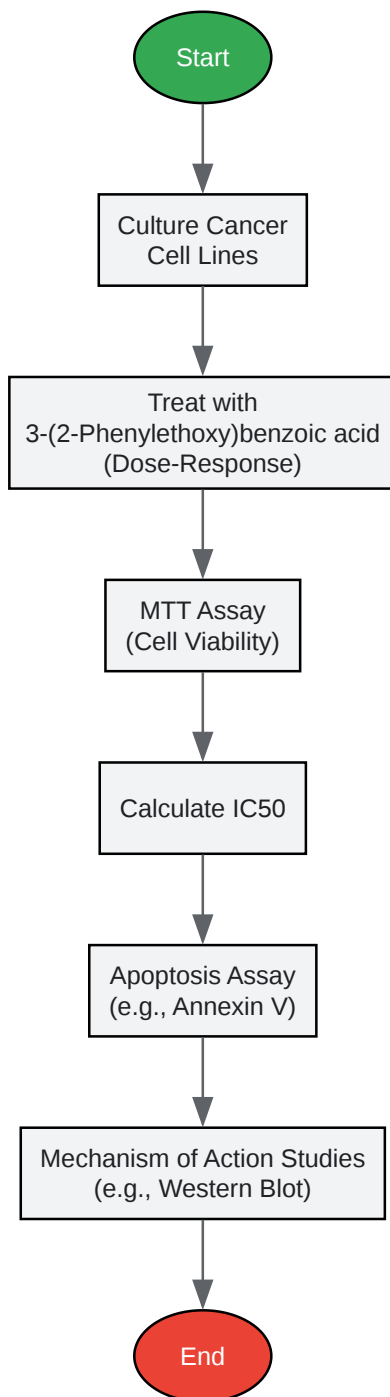 Start
Culture Cancer
Cell Lines
Treat with
3-(2-Phenylethoxy)benzoic acid
(Dose-Response)
MTT Assay
(Cell Viability)
Calculate IC50
Apoptosis Assay
(e.g., Annexin V)
Mechanism of Action Studies
(e.g., Western Blot)
End